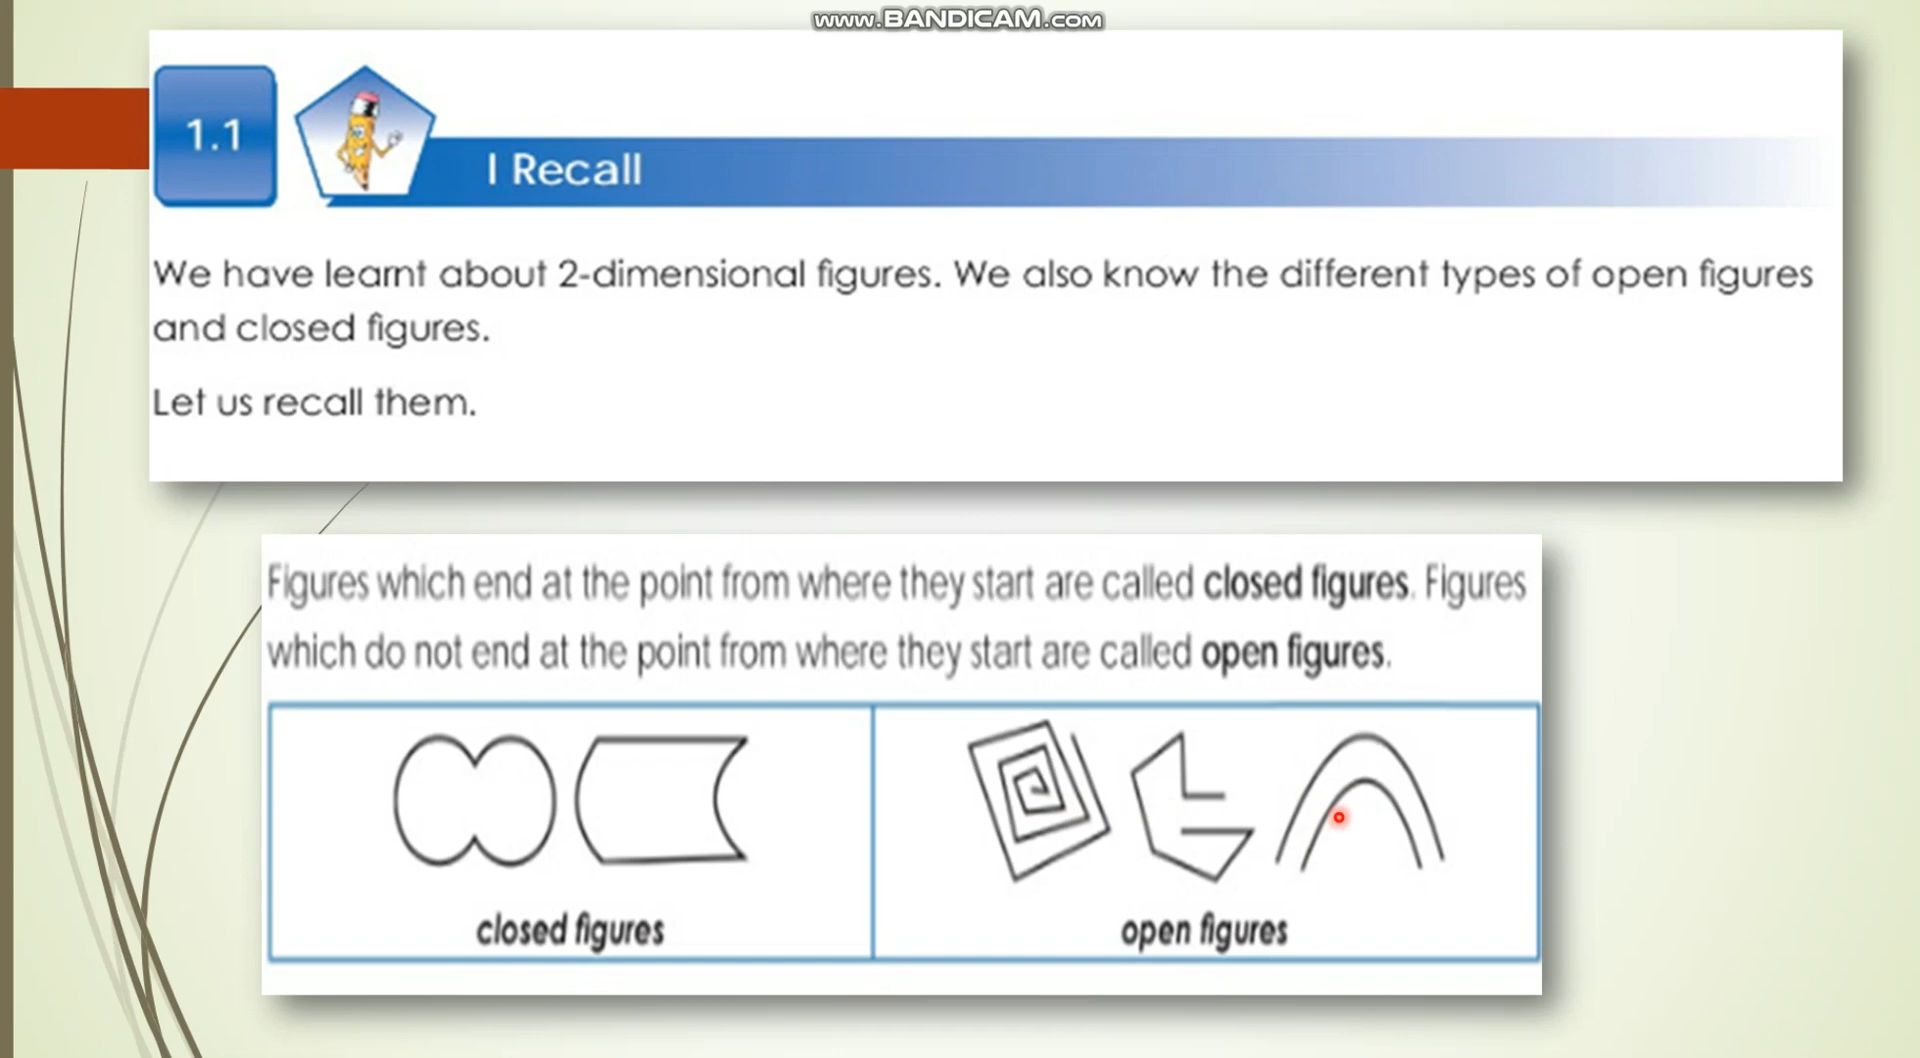 www.BANDICAM.com
1.1
I Recall
We have learnt about 2-dimensional figures. We also know the different types of open figures
and closed figures.
Let us recall them.
Figures which end at the point from where they start are called closed figures. Figures
which do not end at the point from where they start are called open figures.
closed figures
open figures